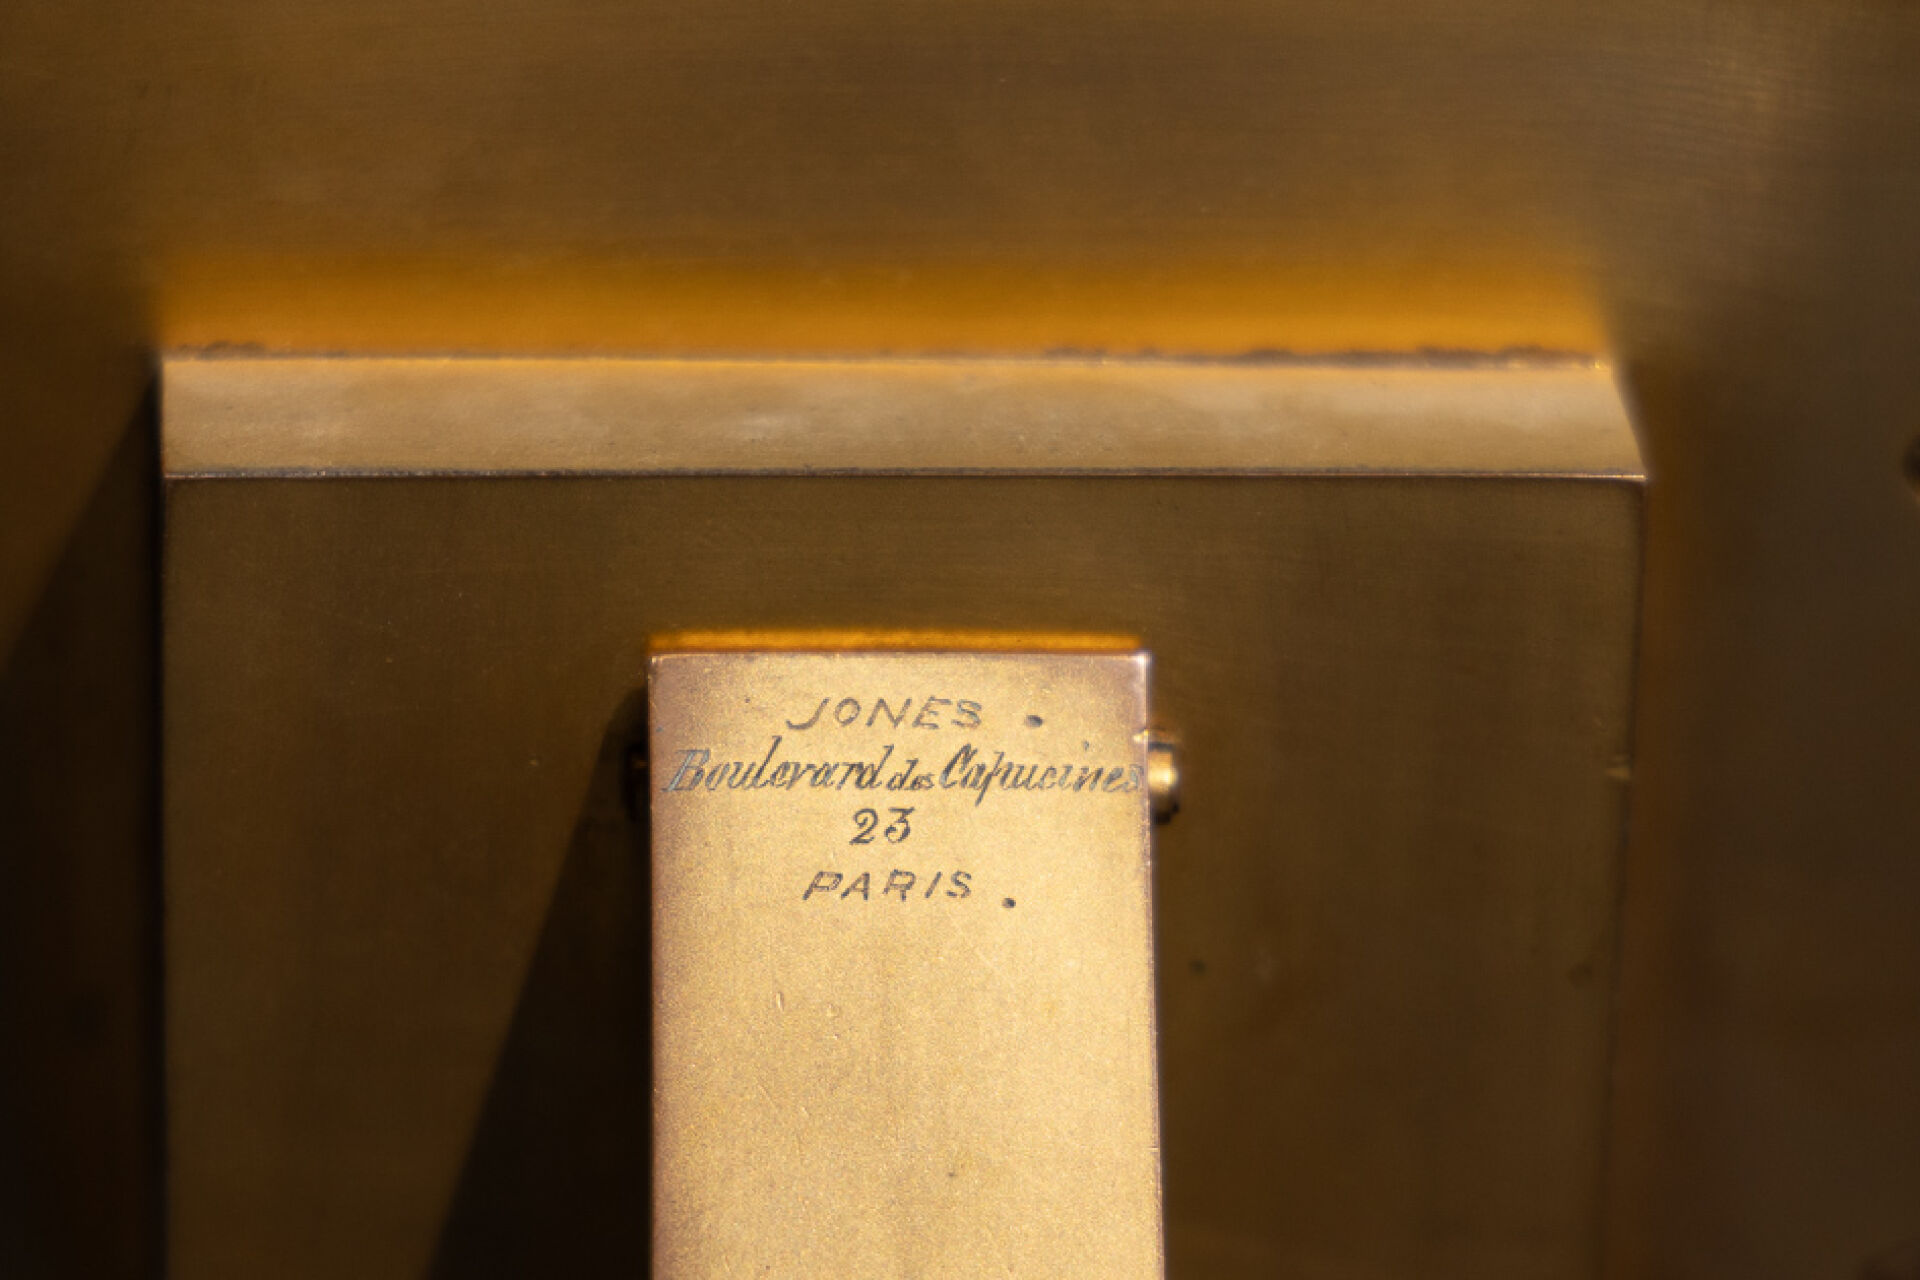 JONES.
Boulevard des Capucines
23
PARIS.